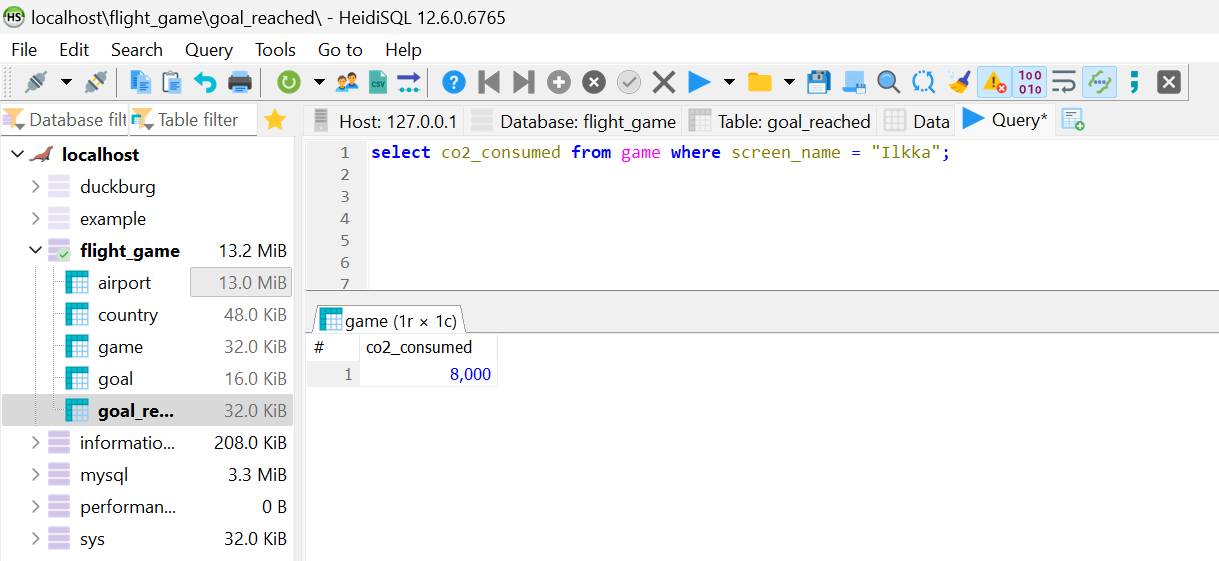 HS localhost\flight_game\goal_reached\ - HeidiSQL 12.6.0.6765
File Edit Search Query Tools Go to Help
CSV ? 100 010 ;
Database filt Table filter
Host: 127.0.0.1 Database: flight_game Table: goal_reached Data Query*
localhost
duckburg
example
flight_game 13.2 MiB
airport 13.0 MiB
country 48.0 KiB
game 32.0 KiB
goal 16.0 KiB
goal_re... 32.0 KiB
informatio... 208.0 KiB
mysql 3.3 MiB
performan... 0 B
sys 32.0 KiB
1 select co2_consumed from game where screen_name = "Ilkka";
2
3
4
5
6
7
game (1r × 1c)
# co2_consumed
1 8,000